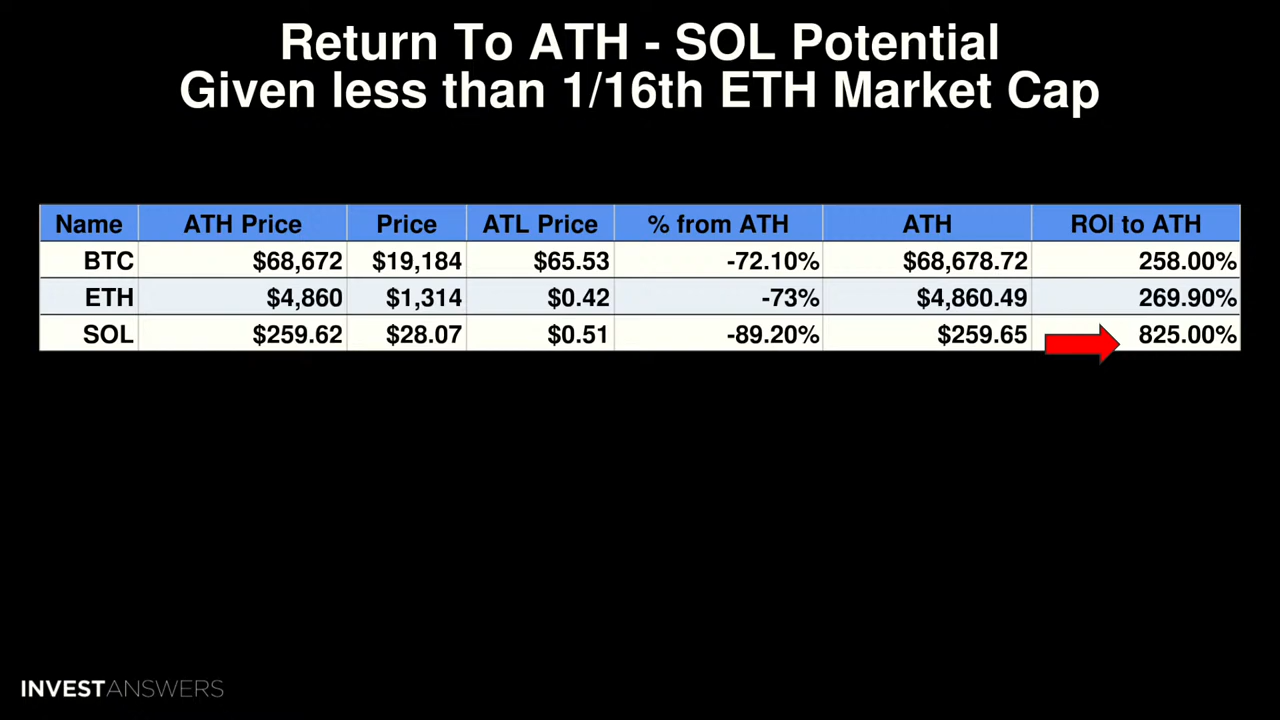 Return To ATH - SOL Potential
Given less than 1/16th ETH Market Cap
Name ATH Price Price ATL Price % from ATH ATH ROI to ATH
BTC $68,672 $19,184 $65.53 -72.10% $68,678.72 258.00%
ETH $4,860 $1,314 $0.42 -73% $4,860.49 269.90%
SOL $259.62 $28.07 $0.51 -89.20% $259.65 825.00%
INVESTANSWERS